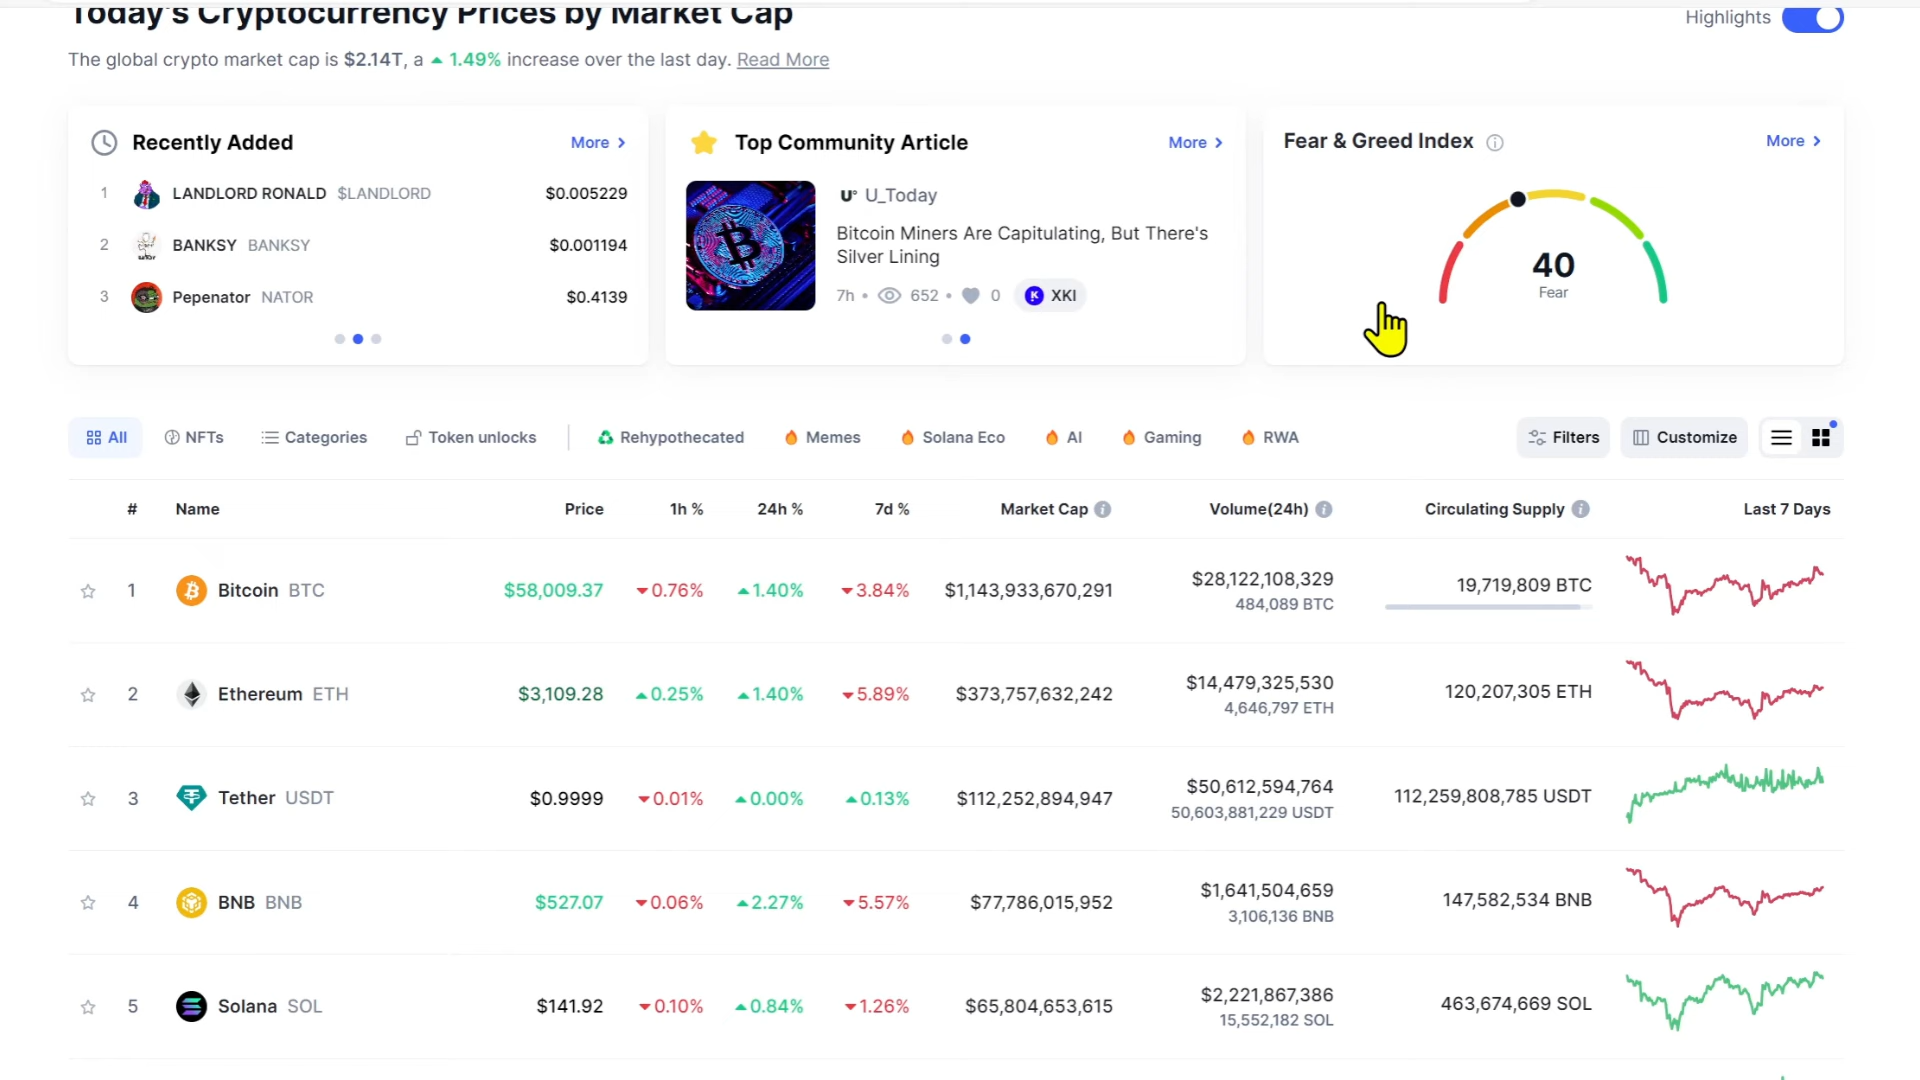 Today's Cryptocurrency Prices by Market Cap
Highlights
The global crypto market cap is $2.14T, a 1.49% increase over the last day. Read More
Recently Added
More
1 LANDLORD RONALD $LANDLORD $0.005229
2 BANKSY BANKSY $0.001194
3 Pepenator NATOR $0.4139
Top Community Article
More
U_Today
Bitcoin Miners Are Capitulating, But There's
Silver Lining
7h • 652 • 0 XKI
Fear & Greed Index
More
40
Fear
All NFTs Categories Token unlocks Rehypothecated Memes Solana Eco AI Gaming RWA Filters Customize
# Name Price 1h % 24h % 7d % Market Cap Volume(24h) Circulating Supply Last 7 Days
1 Bitcoin BTC $58,009.37 0.76% 1.40% 3.84% $1,143,933,670,291 $28,122,108,329 19,719,809 BTC
484,089 BTC
2 Ethereum ETH $3,109.28 0.25% 1.40% 5.89% $373,757,632,242 $14,479,325,530 120,207,305 ETH
4,646,797 ETH
3 Tether USDT $0.9999 0.01% 0.00% 0.13% $112,252,894,947 $50,612,594,764 112,259,808,785 USDT
50,603,881,229 USDT
4 BNB BNB $527.07 0.06% 2.27% 5.57% $77,786,015,952 $1,641,504,659 147,582,534 BNB
3,106,136 BNB
5 Solana SOL $141.92 0.10% 0.84% 1.26% $65,804,653,615 $2,221,867,386 463,674,669 SOL
15,552,182 SOL